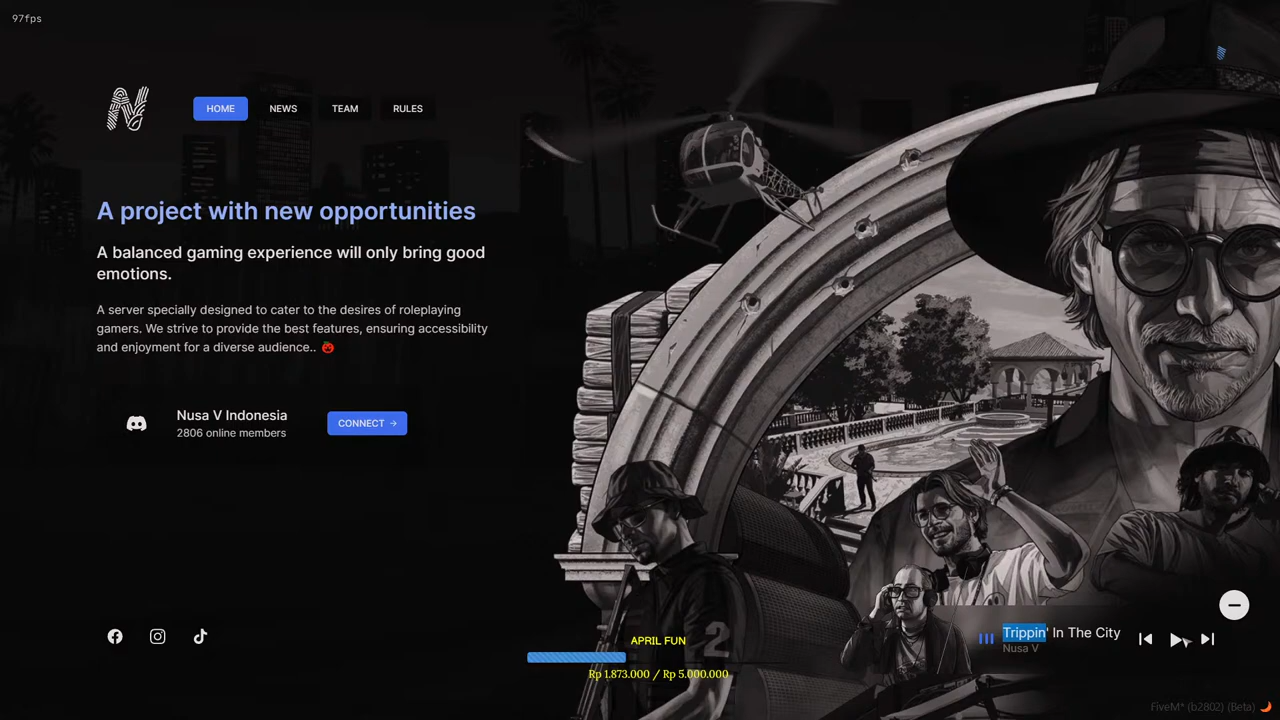 97fps
HOME
NEWS
TEAM
RULES
A project with new opportunities
A balanced gaming experience will only bring good
emotions.
A server specially designed to cater to the desires of roleplaying
gamers. We strive to provide the best features, ensuring accessibility
and enjoyment for a diverse audience.. 🎃
Nusa V Indonesia
2806 online members
CONNECT →
APRIL FUN
Rp 1.873.000 / Rp 5.000.000
Trippin' In The City
Nusa V
2
FiveM* (b2802) (Beta) 🌶️